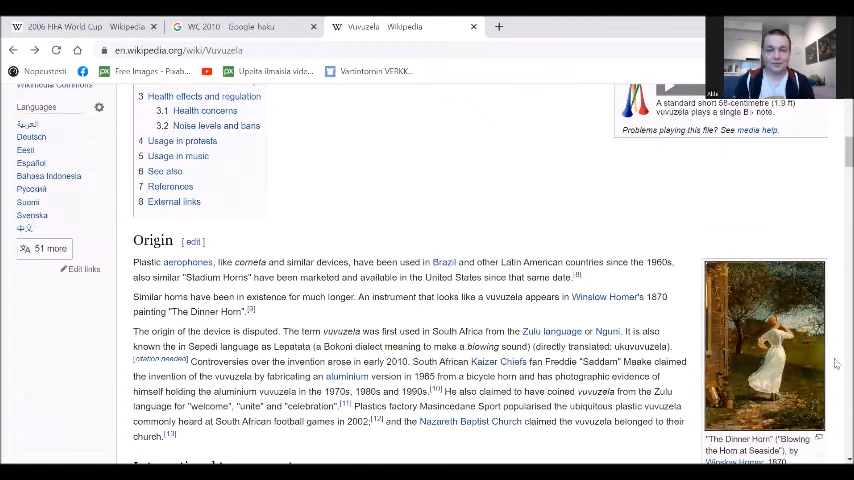 2006 FIFA World Cup   Wikipedia
WC 2010   Google-haku
Vuvuzela   Wikipedia
en.wikipedia.org/wiki/Vuvuzela
Nopeustesti
Free Images - Pixab...
Upeita ilmaisia video...
Vartiotornin VERKK...
Wikimedia Commons
Languages
العربية
Deutsch
Eesti
Español
Bahasa Indonesia
Русский
Suomi
Svenska
中文
51 more
Edit links
3 Health effects and regulation
3.1 Health concerns
3.2 Noise levels and bans
4 Usage in protests
5 Usage in music
6 See also
7 References
8 External links
A standard short 58-centimetre (1.9 ft)
vuvuzela plays a single B♭ note.
Problems playing this file? See media help.
Origin [ edit ]
Plastic aerophones, like corneta and similar devices, have been used in Brazil and other Latin American countries since the 1960s,
also similar "Stadium Horns" have been marketed and available in the United States since that same date.[8]
Similar horns have been in existence for much longer. An instrument that looks like a vuvuzela appears in Winslow Homer's 1870
painting "The Dinner Horn".[9]
The origin of the device is disputed. The term vuvuzela was first used in South Africa from the Zulu language or Nguni. It is also
known in the in Sepedi language as Lepatata (a Bokoni dialect meaning to make a blowing sound) (directly translated: ukuvuvuzela).
[citation needed] Controversies over the invention arose in early 2010. South African Kaizer Chiefs fan Freddie "Saddam" Maake claimed
the invention of the vuvuzela by fabricating an aluminium version in 1965 from a bicycle horn and has photographic evidence of
himself holding the aluminium vuvuzela in the 1970s, 1980s and 1990s.[10] He also claimed to have coined vuvuzela from the Zulu
language for "welcome", "unite" and "celebration".[11] Plastics factory Masincedane Sport popularised the ubiquitous plastic vuvuzela
commonly heard at South African football games in 2002;[12] and the Nazareth Baptist Church claimed the vuvuzela belonged to their
church.[13]
"The Dinner Horn" ("Blowing
the Horn at Seaside"), by
Winslow Homer, 1870